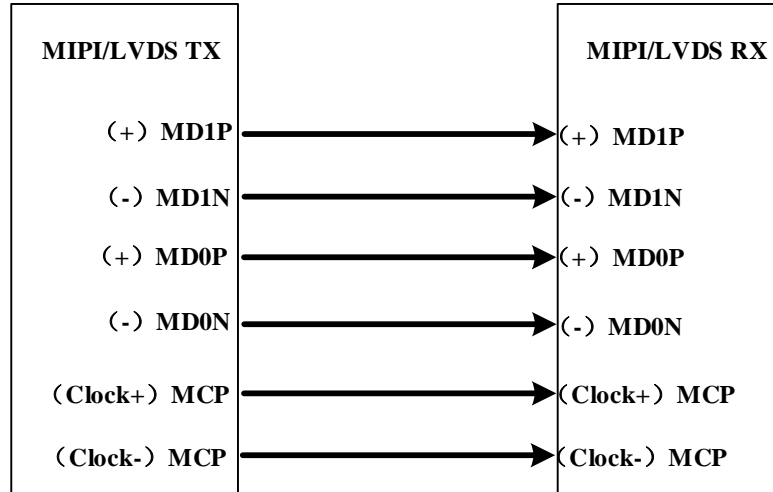 MIPI/LVDS TX MIPI/LVDS RX
（+）MD1P （+）MD1P
（-）MD1N （-）MD1N
（+）MD0P （+）MD0P
（-）MD0N （-）MD0N
（Clock+）MCP （Clock+）MCP
（Clock-）MCP （Clock-）MCP